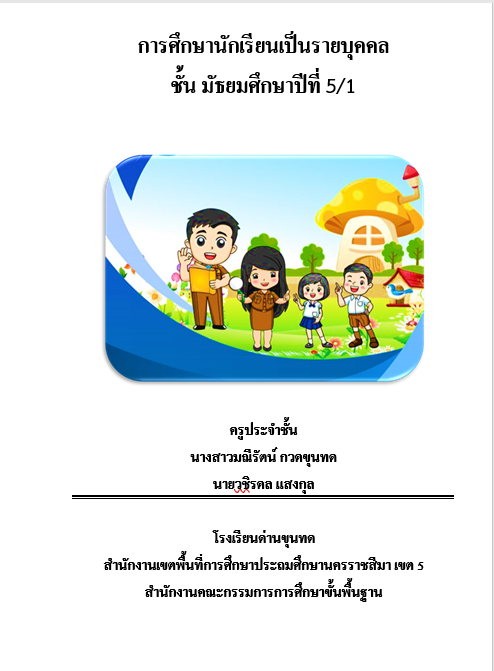 การศึกษานักเรียนเป็นรายบุคคล
ชั้น มัธยมศึกษาปีที่ 5/1
ครูประจำชั้น
นางสาวมณีรัตน์ กวดขุนทด
นายวชิรดล แสงกุล
โรงเรียนด่านขุนทด
สำนักงานเขตพื้นที่การศึกษาประถมศึกษานครราชสีมา เขต 5
สำนักงานคณะกรรมการการศึกษาขั้นพื้นฐาน